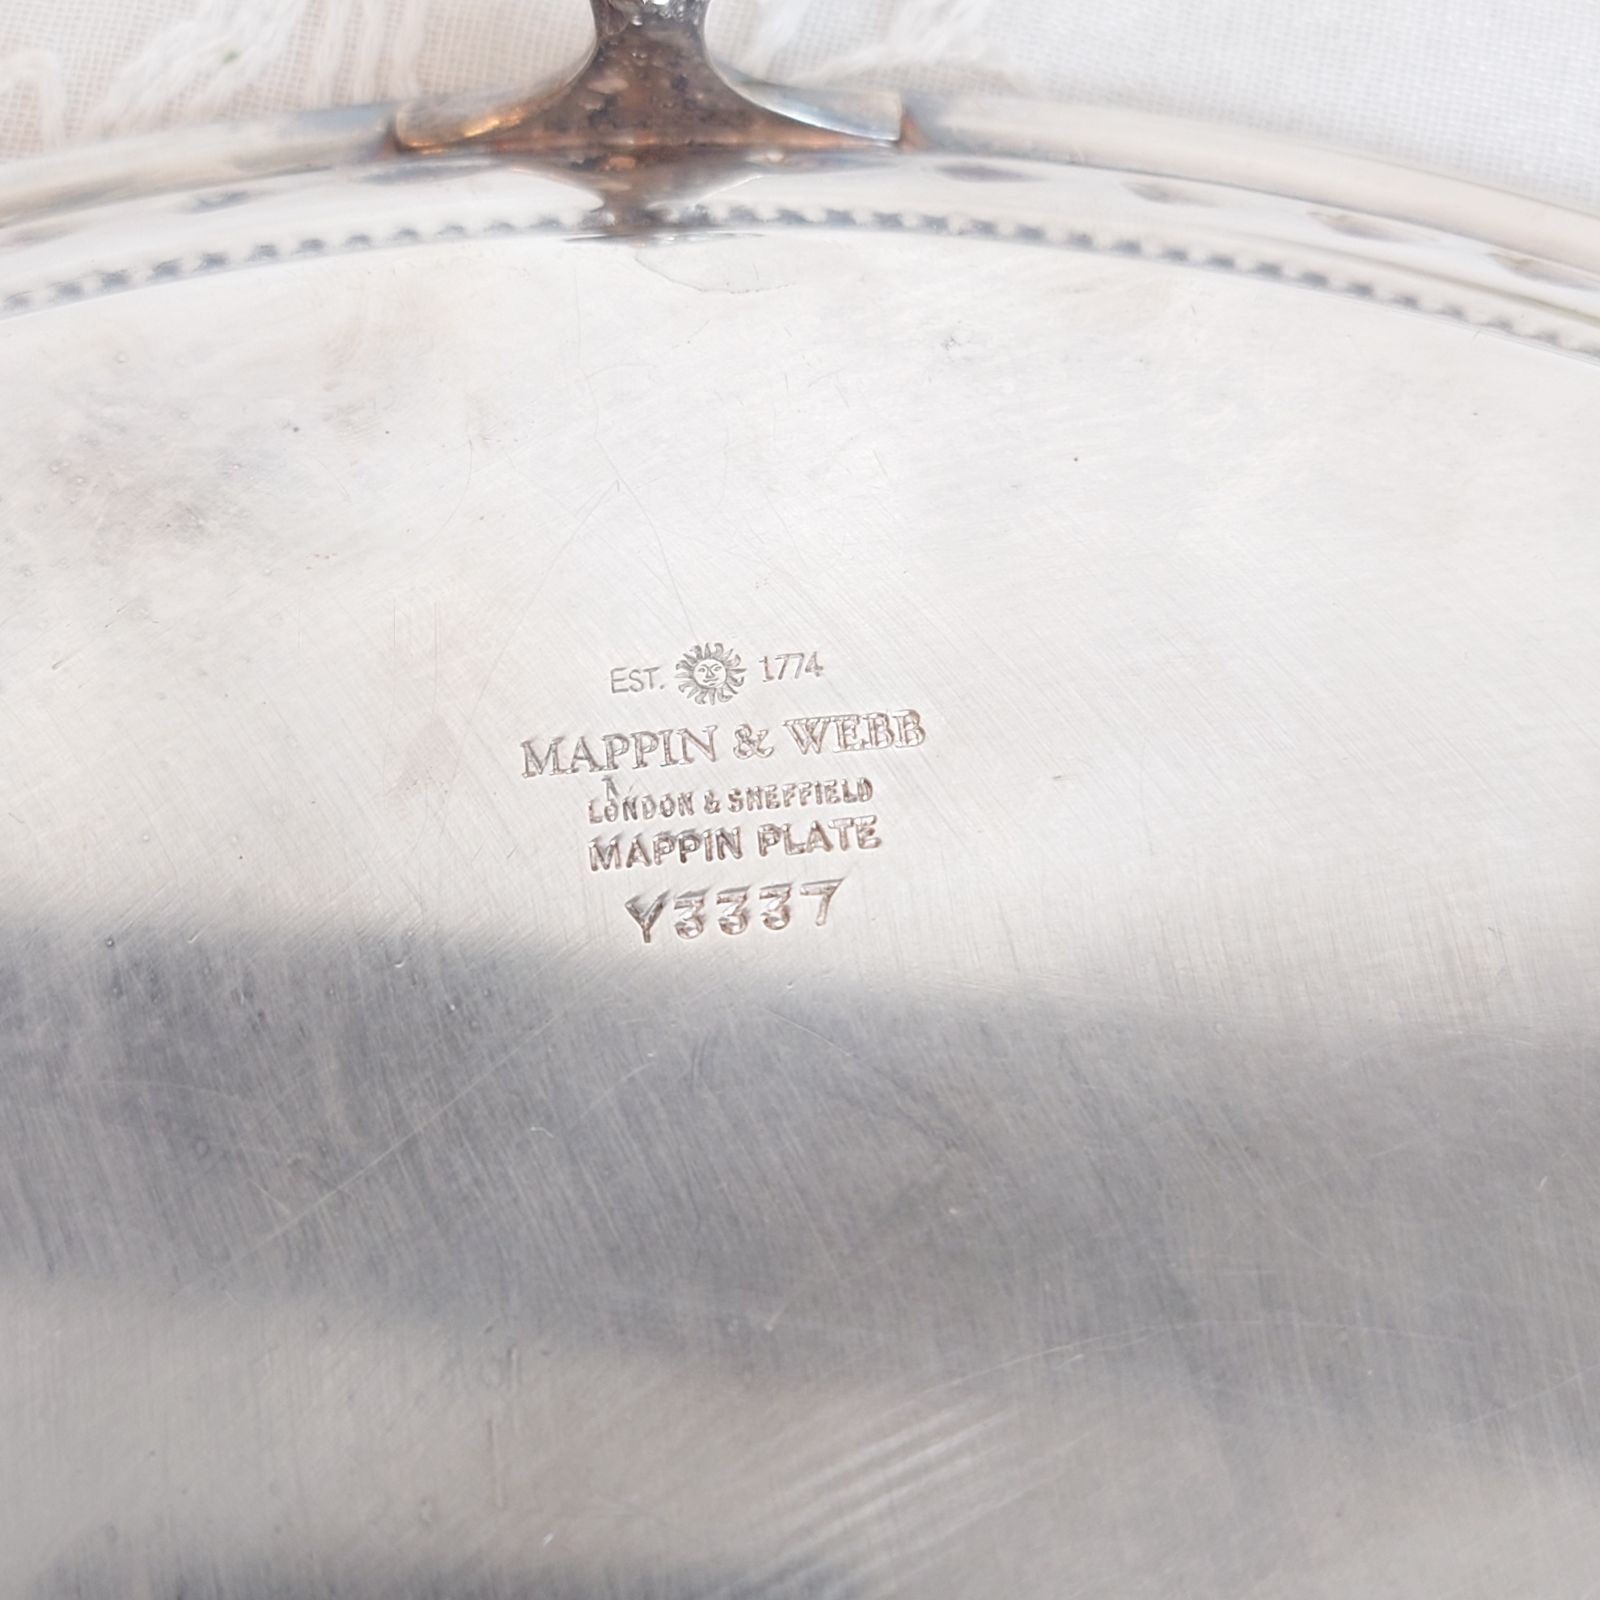 EST. 1774
MAPPIN & WEBB
LONDON & SHEFFIELD
MAPPIN PLATE
Y3337